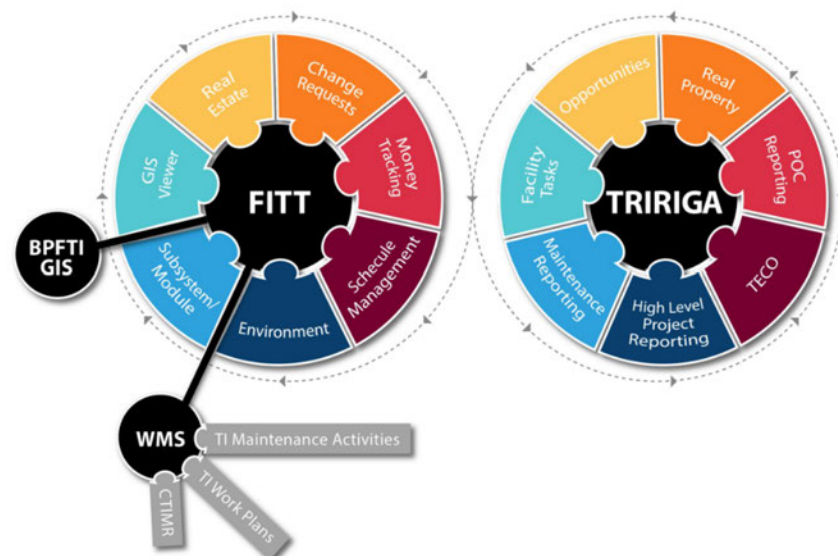 Real
Estate
Change
Requests
GIS
Viewer
FITT
Money
Tracking
BPFTI
GIS
Subsystem/
Module
Environment
Schecule
Management
WMS
TI Maintenance Activities
TI Work Plans
CTIMR
Opportunities
Real
Property
Facility
Tasks
TRIRIGA
POC
Reporting
Maintenance
Reporting
High Level
Project
Reporting
TECO